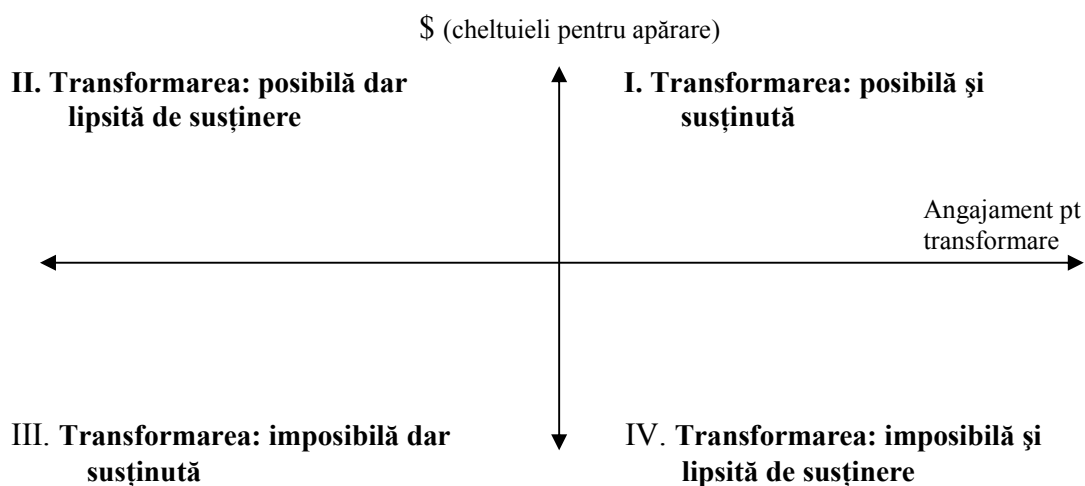 $ (cheltuieli pentru apărare)
II. Transformarea: posibilă dar
lipsită de susținere
I. Transformarea: posibilă şi
susținută
Angajament pt
transformare
III. Transformarea: imposibilă dar
susținută
IV. Transformarea: imposibilă şi
lipsită de susținere